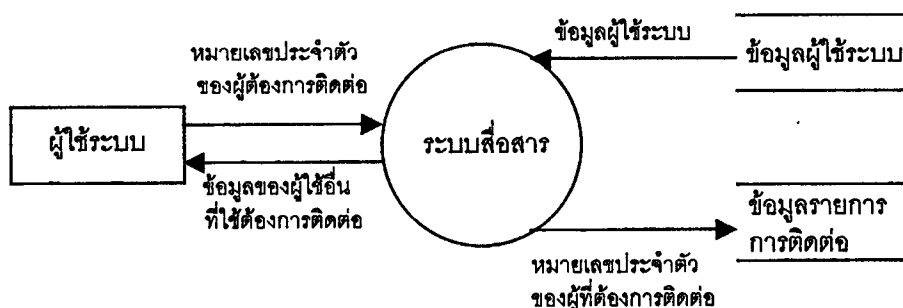 ข้อมูลผู้ใช้ระบบ
ข้อมูลผู้ใช้ระบบ
หมายเลขประจำตัว
ของผู้ต้องการติดต่อ
ผู้ใช้ระบบ
ระบบสื่อสาร
ข้อมูลของผู้ใช้อื่น
ที่ใช้ต้องการติดต่อ
ข้อมูลรายการ
การติดต่อ
หมายเลขประจำตัว
ของผู้ที่ต้องการติดต่อ